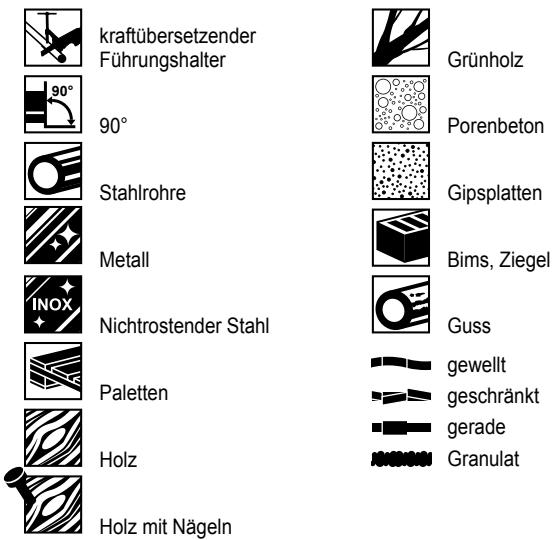 kraftübersetzender
Führungshalter
90°
90°
Stahlrohre
Metall
INOX
Nichtrostender Stahl
Paletten
Holz
Holz mit Nägeln
Grünholz
Porenbeton
Gipsplatten
Bims, Ziegel
Guss
gewellt
geschränkt
gerade
Granulat